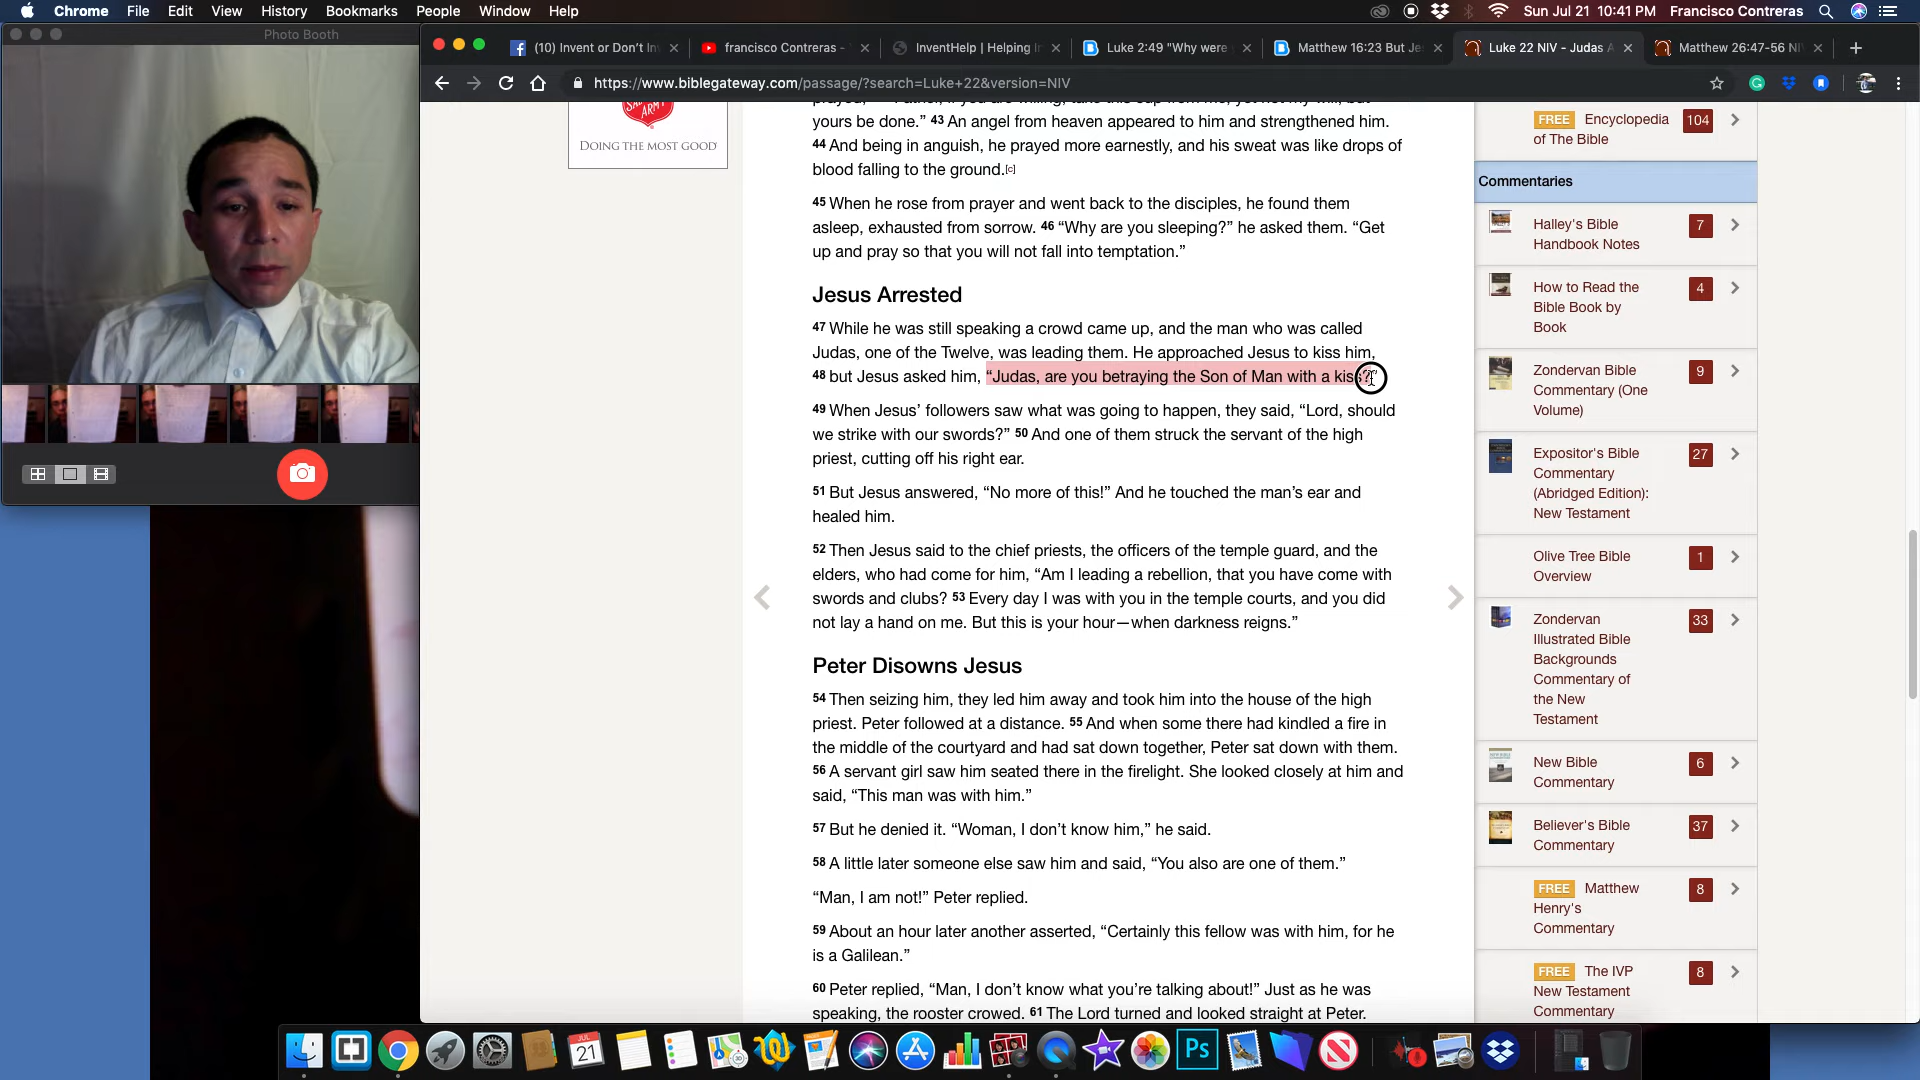 Chrome File Edit View History Bookmarks People Window Help
Sun Jul 21 10:41 PM Francisco Contreras
Photo Booth
(10) Invent or Don't In
francisco Contreras -
InventHelp | Helping In
Luke 2:49 "Why were
Matthew 16:23 But Je
Luke 22 NIV - Judas A
Matthew 26:47-56 NIV
https://www.biblegateway.com/passage/?search=Luke+22&version=NIV
ARMY
DOING THE MOST GOOD
yours be done.” 43 An angel from heaven appeared to him and strengthened him.
44 And being in anguish, he prayed more earnestly, and his sweat was like drops of
blood falling to the ground.[c]
45 When he rose from prayer and went back to the disciples, he found them
asleep, exhausted from sorrow. 46 “Why are you sleeping?” he asked them. “Get
up and pray so that you will not fall into temptation.”
Jesus Arrested
47 While he was still speaking a crowd came up, and the man who was called
Judas, one of the Twelve, was leading them. He approached Jesus to kiss him,
48 but Jesus asked him, “Judas, are you betraying the Son of Man with a kiss?”
49 When Jesus’ followers saw what was going to happen, they said, “Lord, should
we strike with our swords?” 50 And one of them struck the servant of the high
priest, cutting off his right ear.
51 But Jesus answered, “No more of this!” And he touched the man’s ear and
healed him.
52 Then Jesus said to the chief priests, the officers of the temple guard, and the
elders, who had come for him, “Am I leading a rebellion, that you have come with
swords and clubs? 53 Every day I was with you in the temple courts, and you did
not lay a hand on me. But this is your hour—when darkness reigns.”
Peter Disowns Jesus
54 Then seizing him, they led him away and took him into the house of the high
priest. Peter followed at a distance. 55 And when some there had kindled a fire in
the middle of the courtyard and had sat down together, Peter sat down with them.
56 A servant girl saw him seated there in the firelight. She looked closely at him and
said, “This man was with him.”
57 But he denied it. “Woman, I don’t know him,” he said.
58 A little later someone else saw him and said, “You also are one of them.”
“Man, I am not!” Peter replied.
59 About an hour later another asserted, “Certainly this fellow was with him, for he
is a Galilean.”
60 Peter replied, “Man, I don’t know what you’re talking about!” Just as he was
speaking, the rooster crowed. 61 The Lord turned and looked straight at Peter.
FREE Encyclopedia 104
of The Bible
Commentaries
Halley's Bible 7
Handbook Notes
How to Read the 4
Bible Book by
Book
Zondervan Bible 9
Commentary (One
Volume)
Expositor's Bible 27
Commentary
(Abridged Edition):
New Testament
Olive Tree Bible 1
Overview
Zondervan 33
Illustrated Bible
Backgrounds
Commentary of
the New
Testament
New Bible 6
Commentary
Believer's Bible 37
Commentary
FREE Matthew 8
Henry's
Commentary
FREE The IVP 8
New Testament
Commentary
JUL
21
Ps